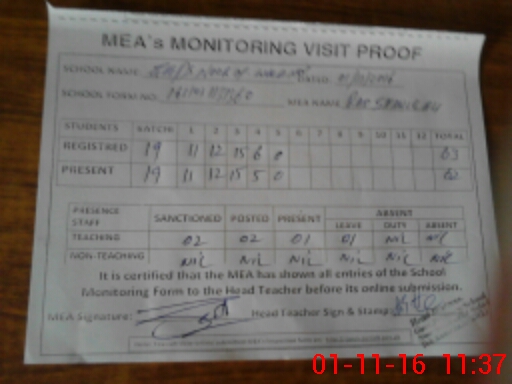 MEA's MONITORING VISIT PROOF
SCHOOL NAME: DATED:
SCHOOL FORM NO: MEA NAME:
STUDENTS KATCHI 1 2 3 4 5 6 7 8 9 10 11 12 TOTAL
REGISTRED 19 11 12 15 6 0 63
PRESENT 19 11 12 15 5 0 62
PRESENCE STAFF SANCTIONED POSTED PRESENT ABSENT
LEAVE DUTY ABSENT
TEACHING 02 02 01 01 NIL NIL
NON-TEACHING NIL NIL NIL NIL NIL NIL
It is certified that the MEA has shown all entries of the School
Monitoring Form to the Head Teacher before its online submission.
MEA Signature: Head Teacher Sign & Stamp:
01-11-16 11:37